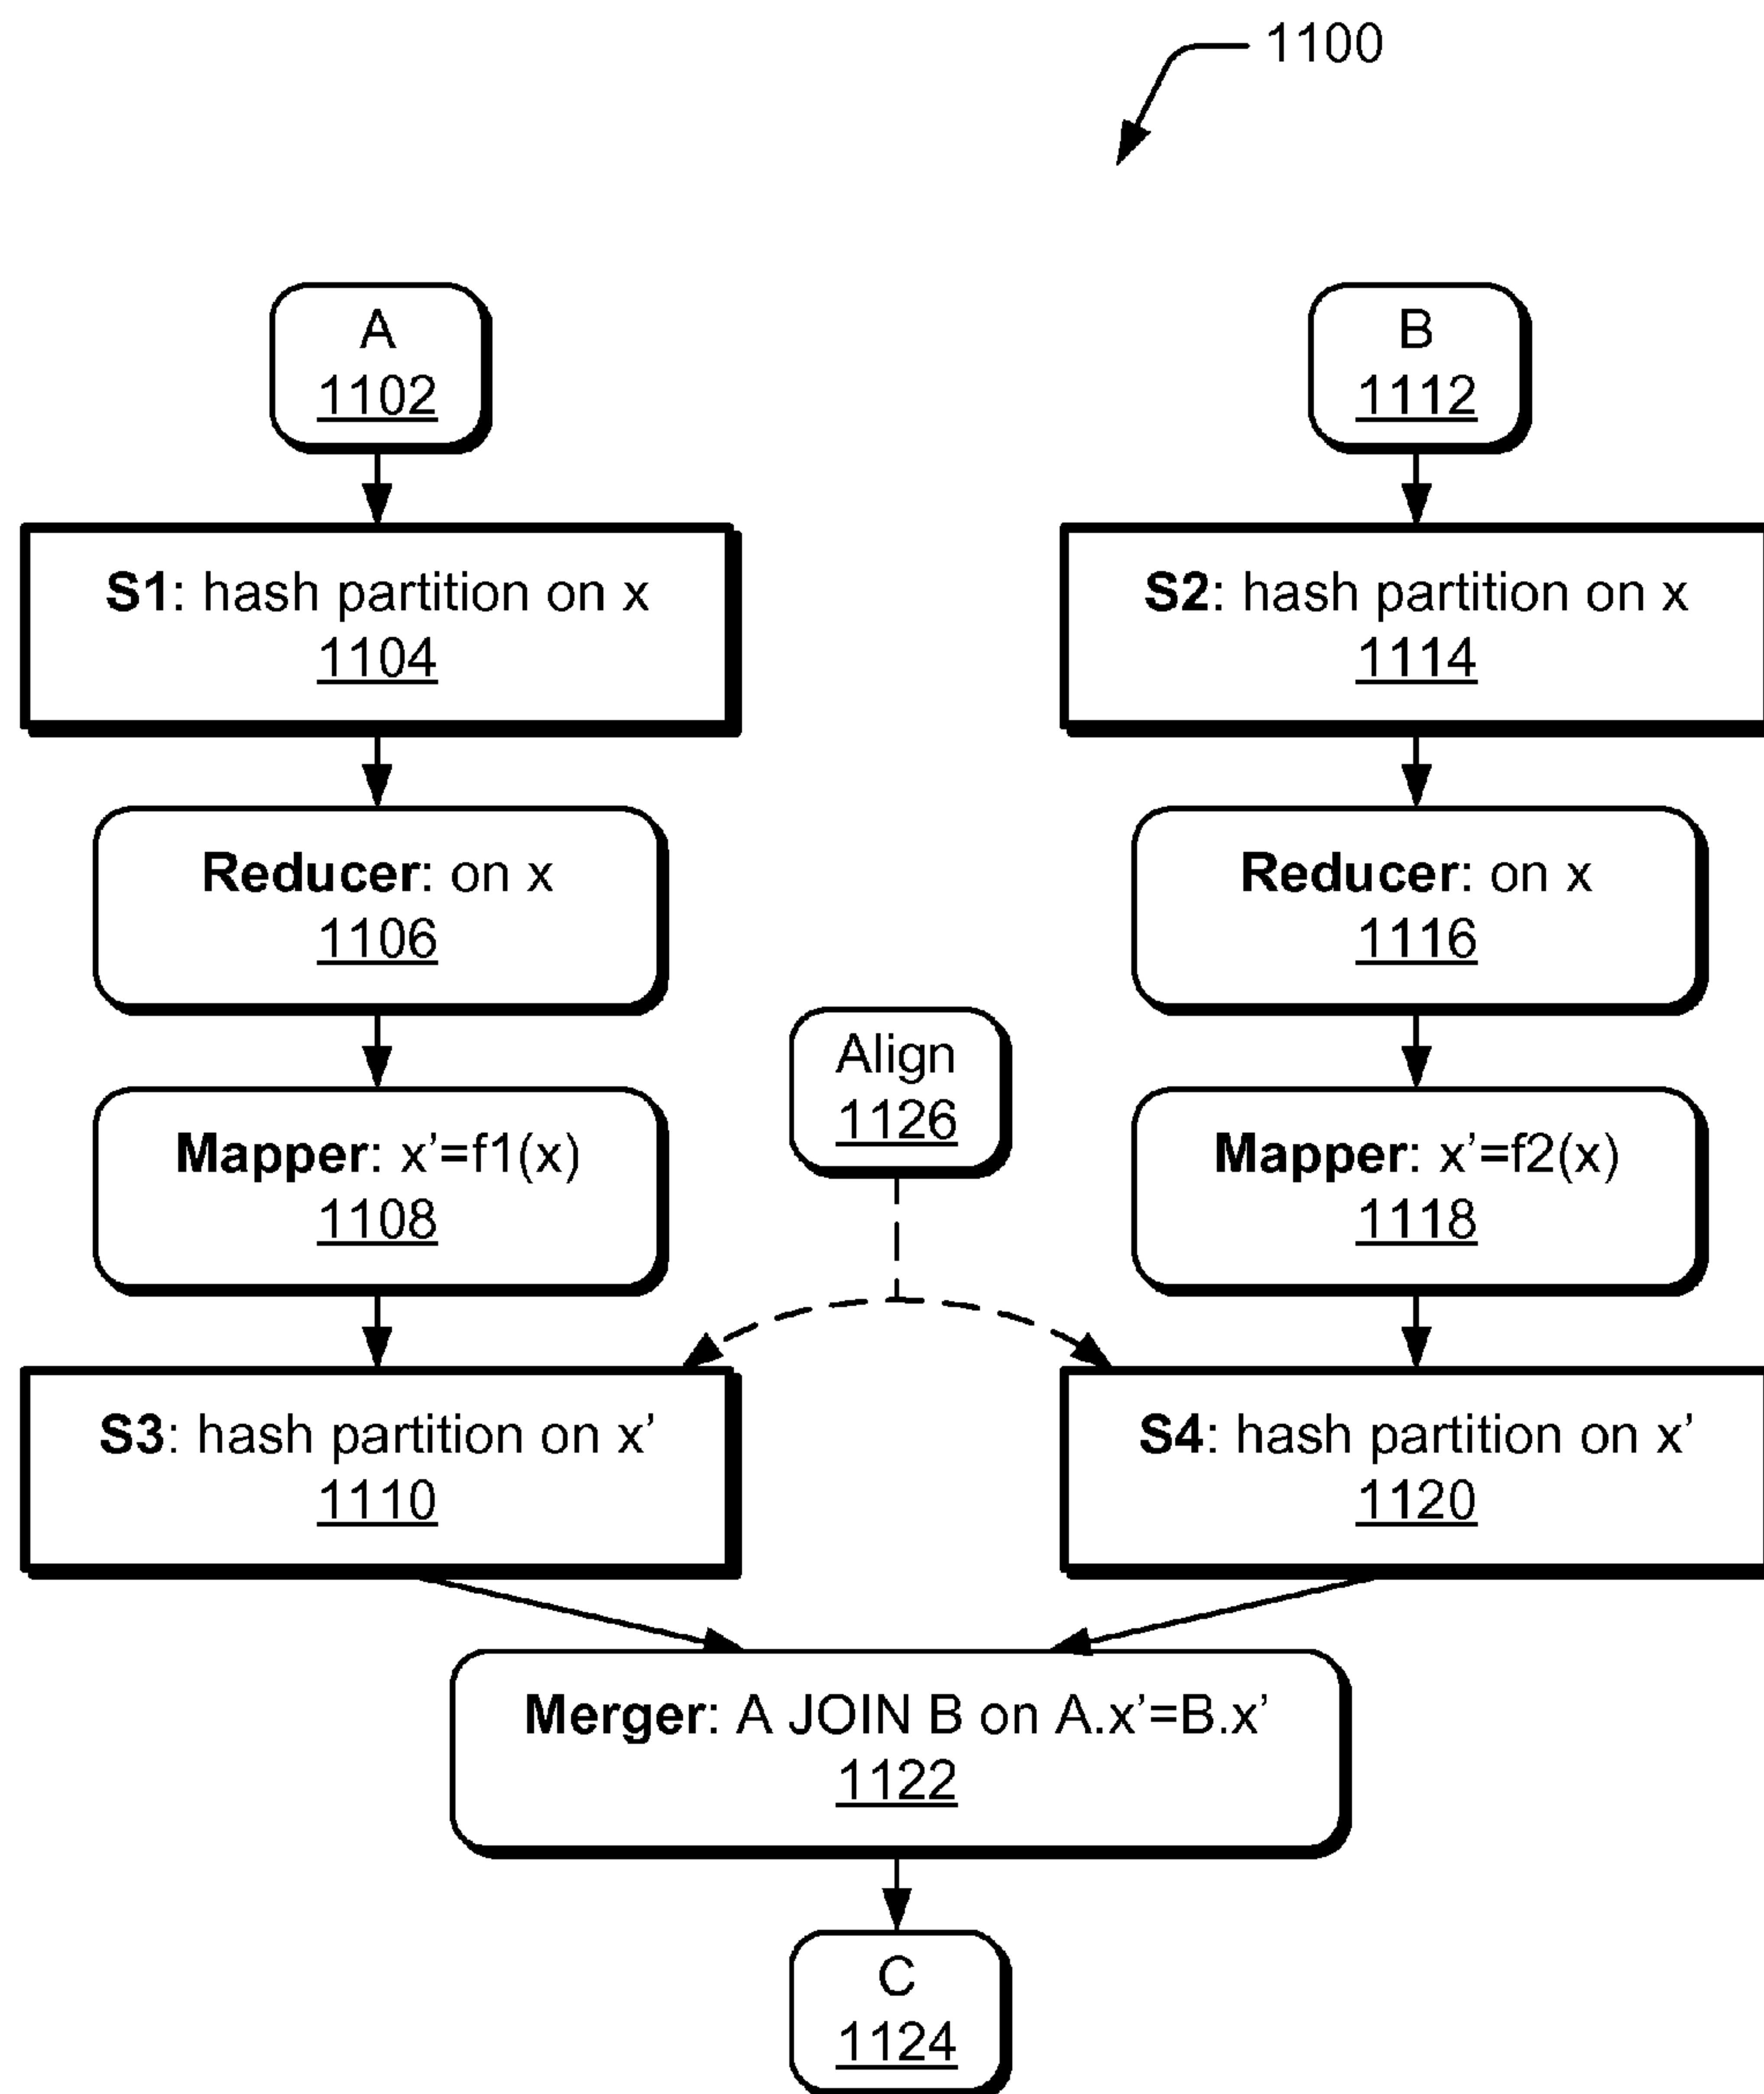 1100
A
1102
B
1112
S1: hash partition on x
1104
S2: hash partition on x
1114
Reducer: on x
1106
Reducer: on x
1116
Align
1126
Mapper: x’=f1(x)
1108
Mapper: x’=f2(x)
1118
S3: hash partition on x’
1110
S4: hash partition on x’
1120
Merger: A JOIN B on A.x’=B.x’
1122
C
1124